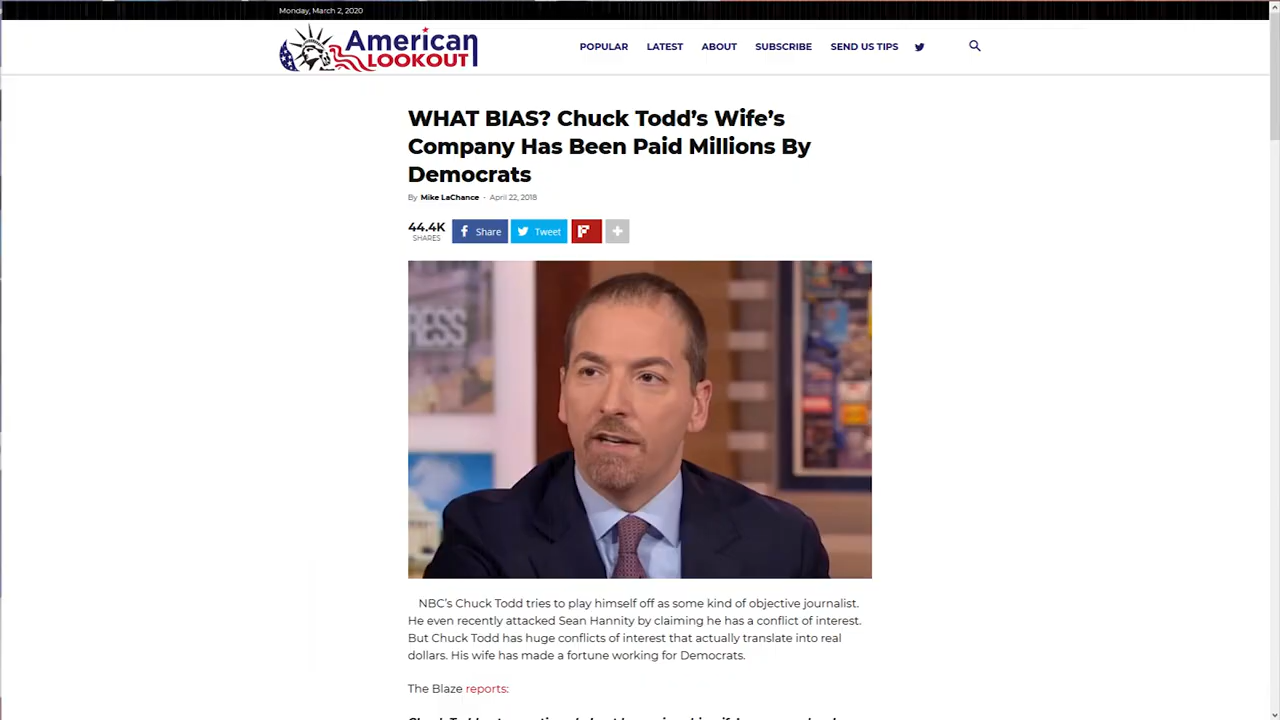 Monday, March 2, 2020
American
LOOKOUT
POPULAR LATEST ABOUT SUBSCRIBE SEND US TIPS
WHAT BIAS? Chuck Todd’s Wife’s
Company Has Been Paid Millions By
Democrats
By Mike LaChance - April 22, 2018
44.4K
SHARES
Share Tweet
RESS
NBC’s Chuck Todd tries to play himself off as some kind of objective journalist.
He even recently attacked Sean Hannity by claiming he has a conflict of interest.
But Chuck Todd has huge conflicts of interest that actually translate into real
dollars. His wife has made a fortune working for Democrats.
The Blaze reports: